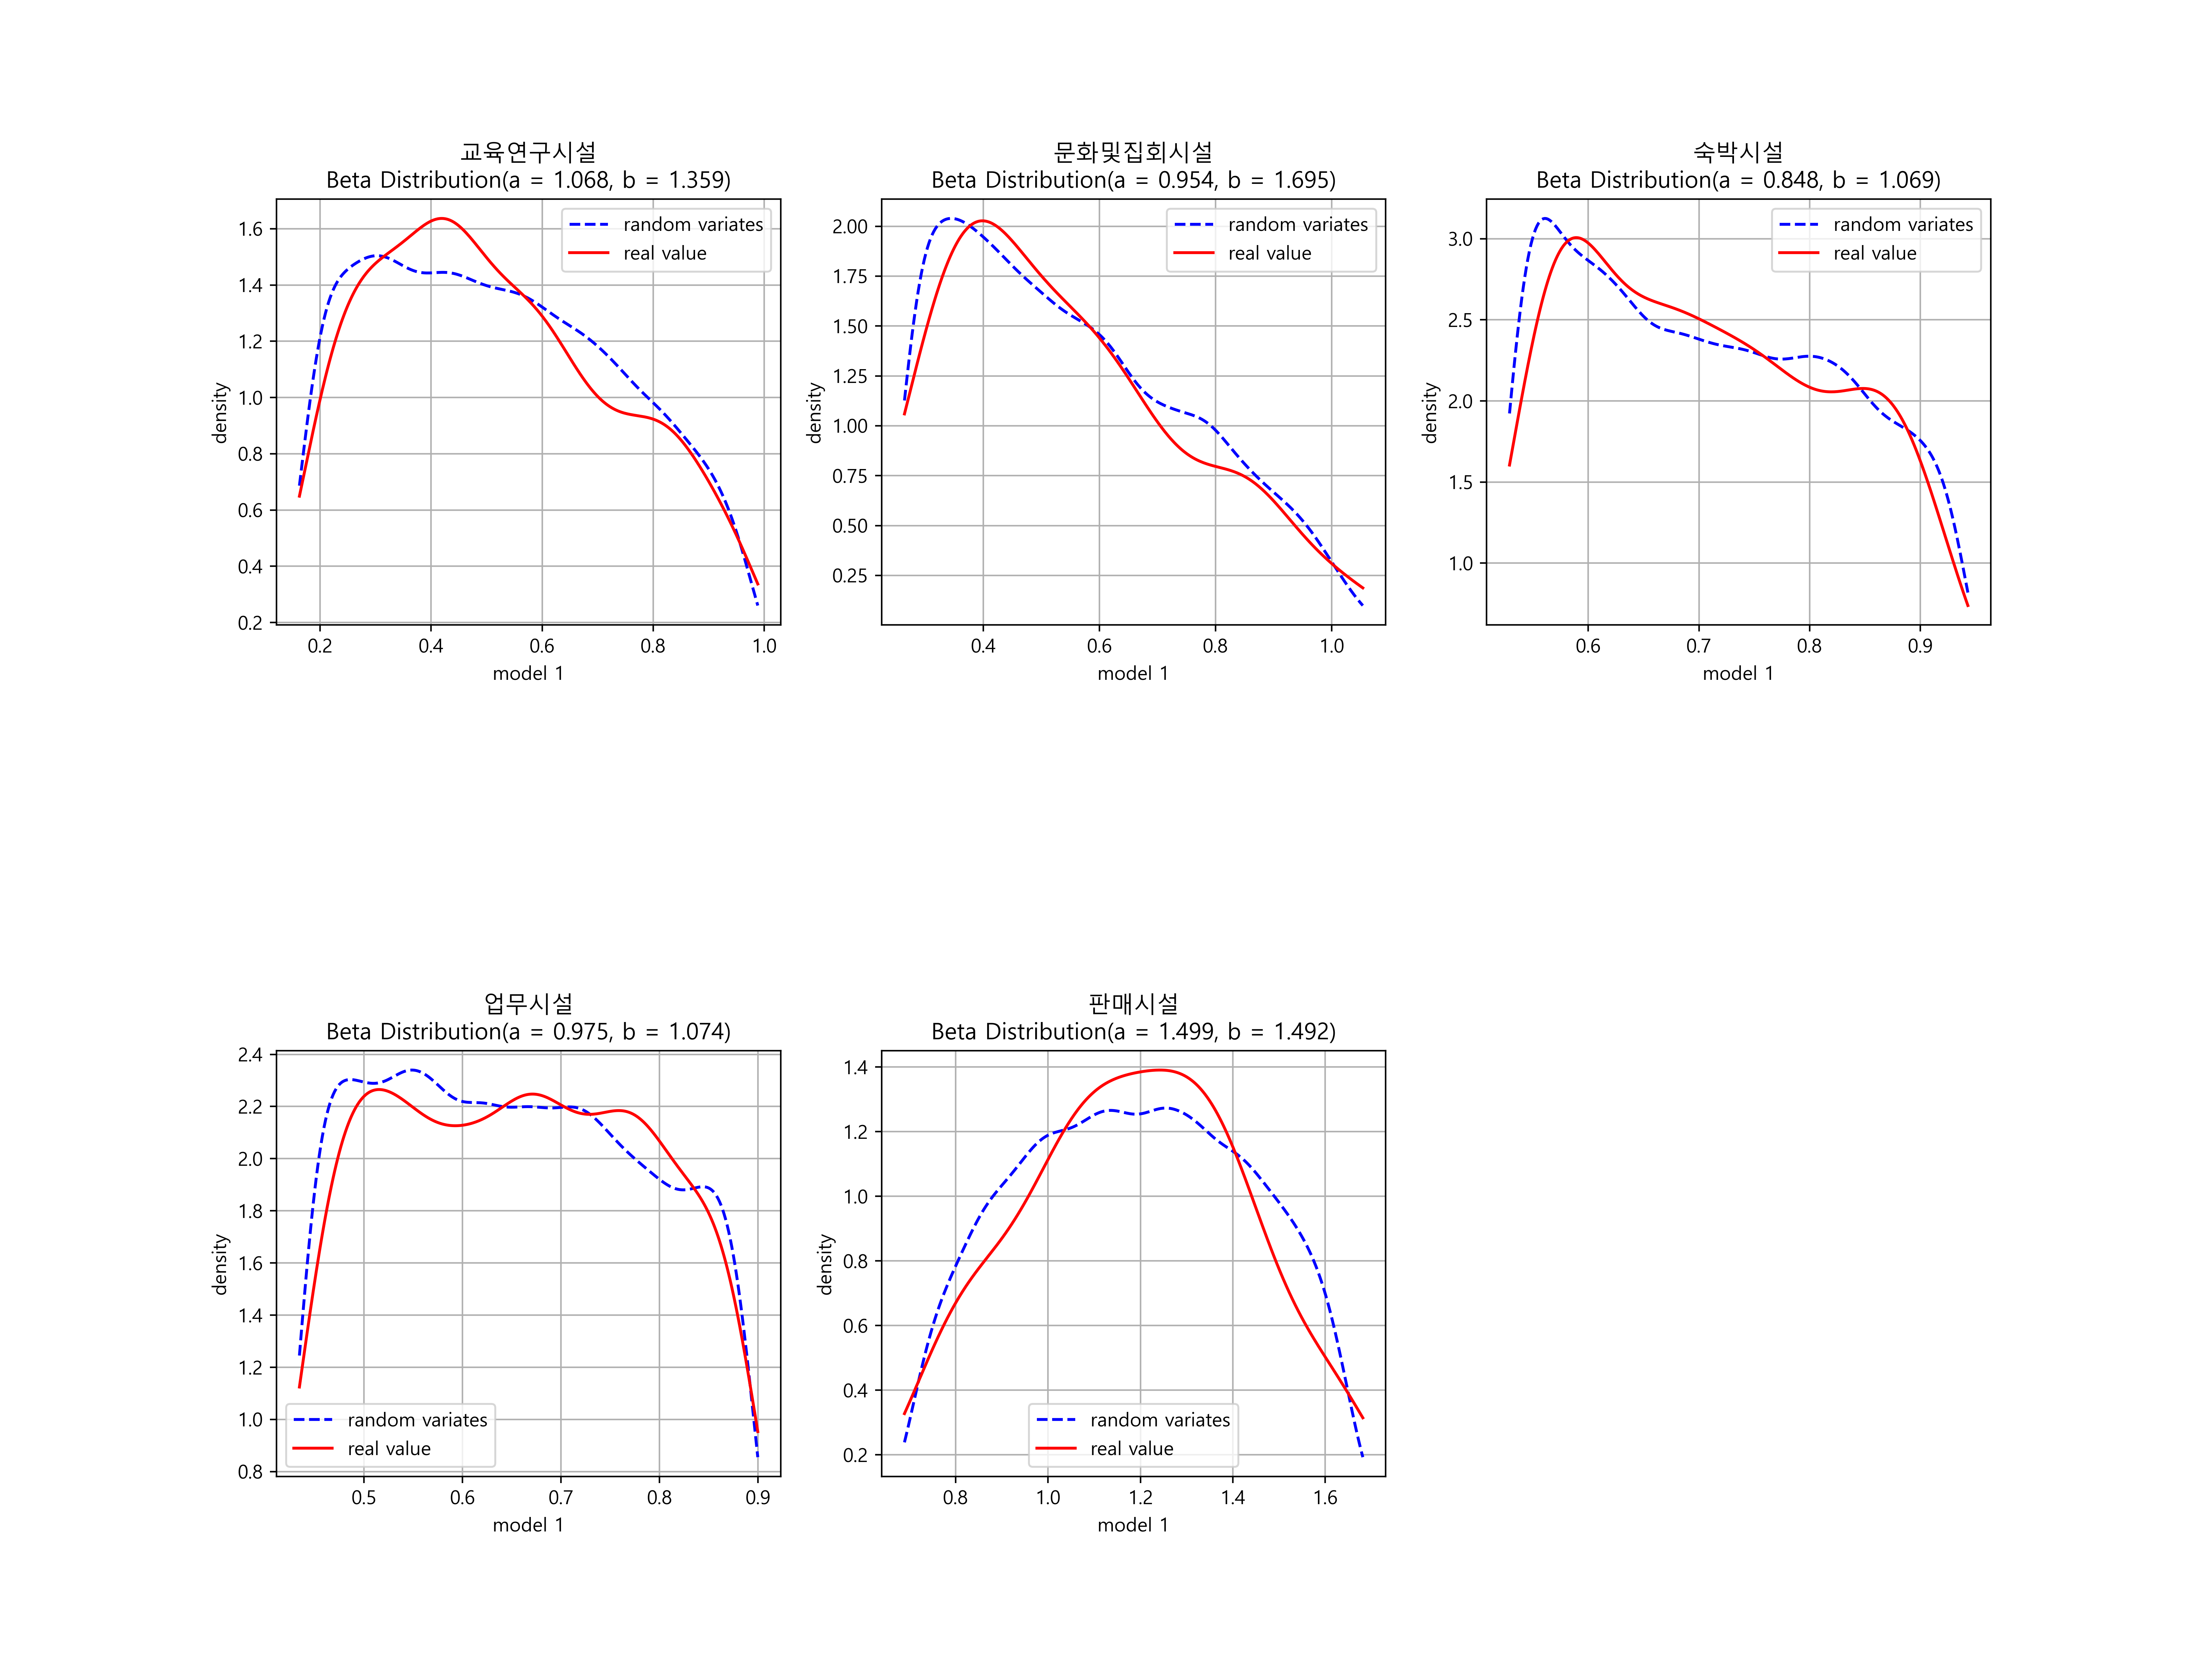 교육연구시설
Beta Distribution(a = 1.068, b = 1.359)
random variates
real value
density
1.6
1.4
1.2
1.0
0.8
0.6
0.4
0.2
0.2 0.4 0.6 0.8 1.0
model 1
문화및집회시설
Beta Distribution(a = 0.954, b = 1.695)
random variates
real value
density
2.00
1.75
1.50
1.25
1.00
0.75
0.50
0.25
0.4 0.6 0.8 1.0
model 1
숙박시설
Beta Distribution(a = 0.848, b = 1.069)
random variates
real value
density
3.0
2.5
2.0
1.5
1.0
0.6 0.7 0.8 0.9
model 1
업무시설
Beta Distribution(a = 0.975, b = 1.074)
density
2.4
2.2
2.0
1.8
1.6
1.4
1.2
1.0
0.8
random variates
real value
0.5 0.6 0.7 0.8 0.9
model 1
판매시설
Beta Distribution(a = 1.499, b = 1.492)
density
1.4
1.2
1.0
0.8
0.6
0.4
0.2
random variates
real value
0.8 1.0 1.2 1.4 1.6
model 1